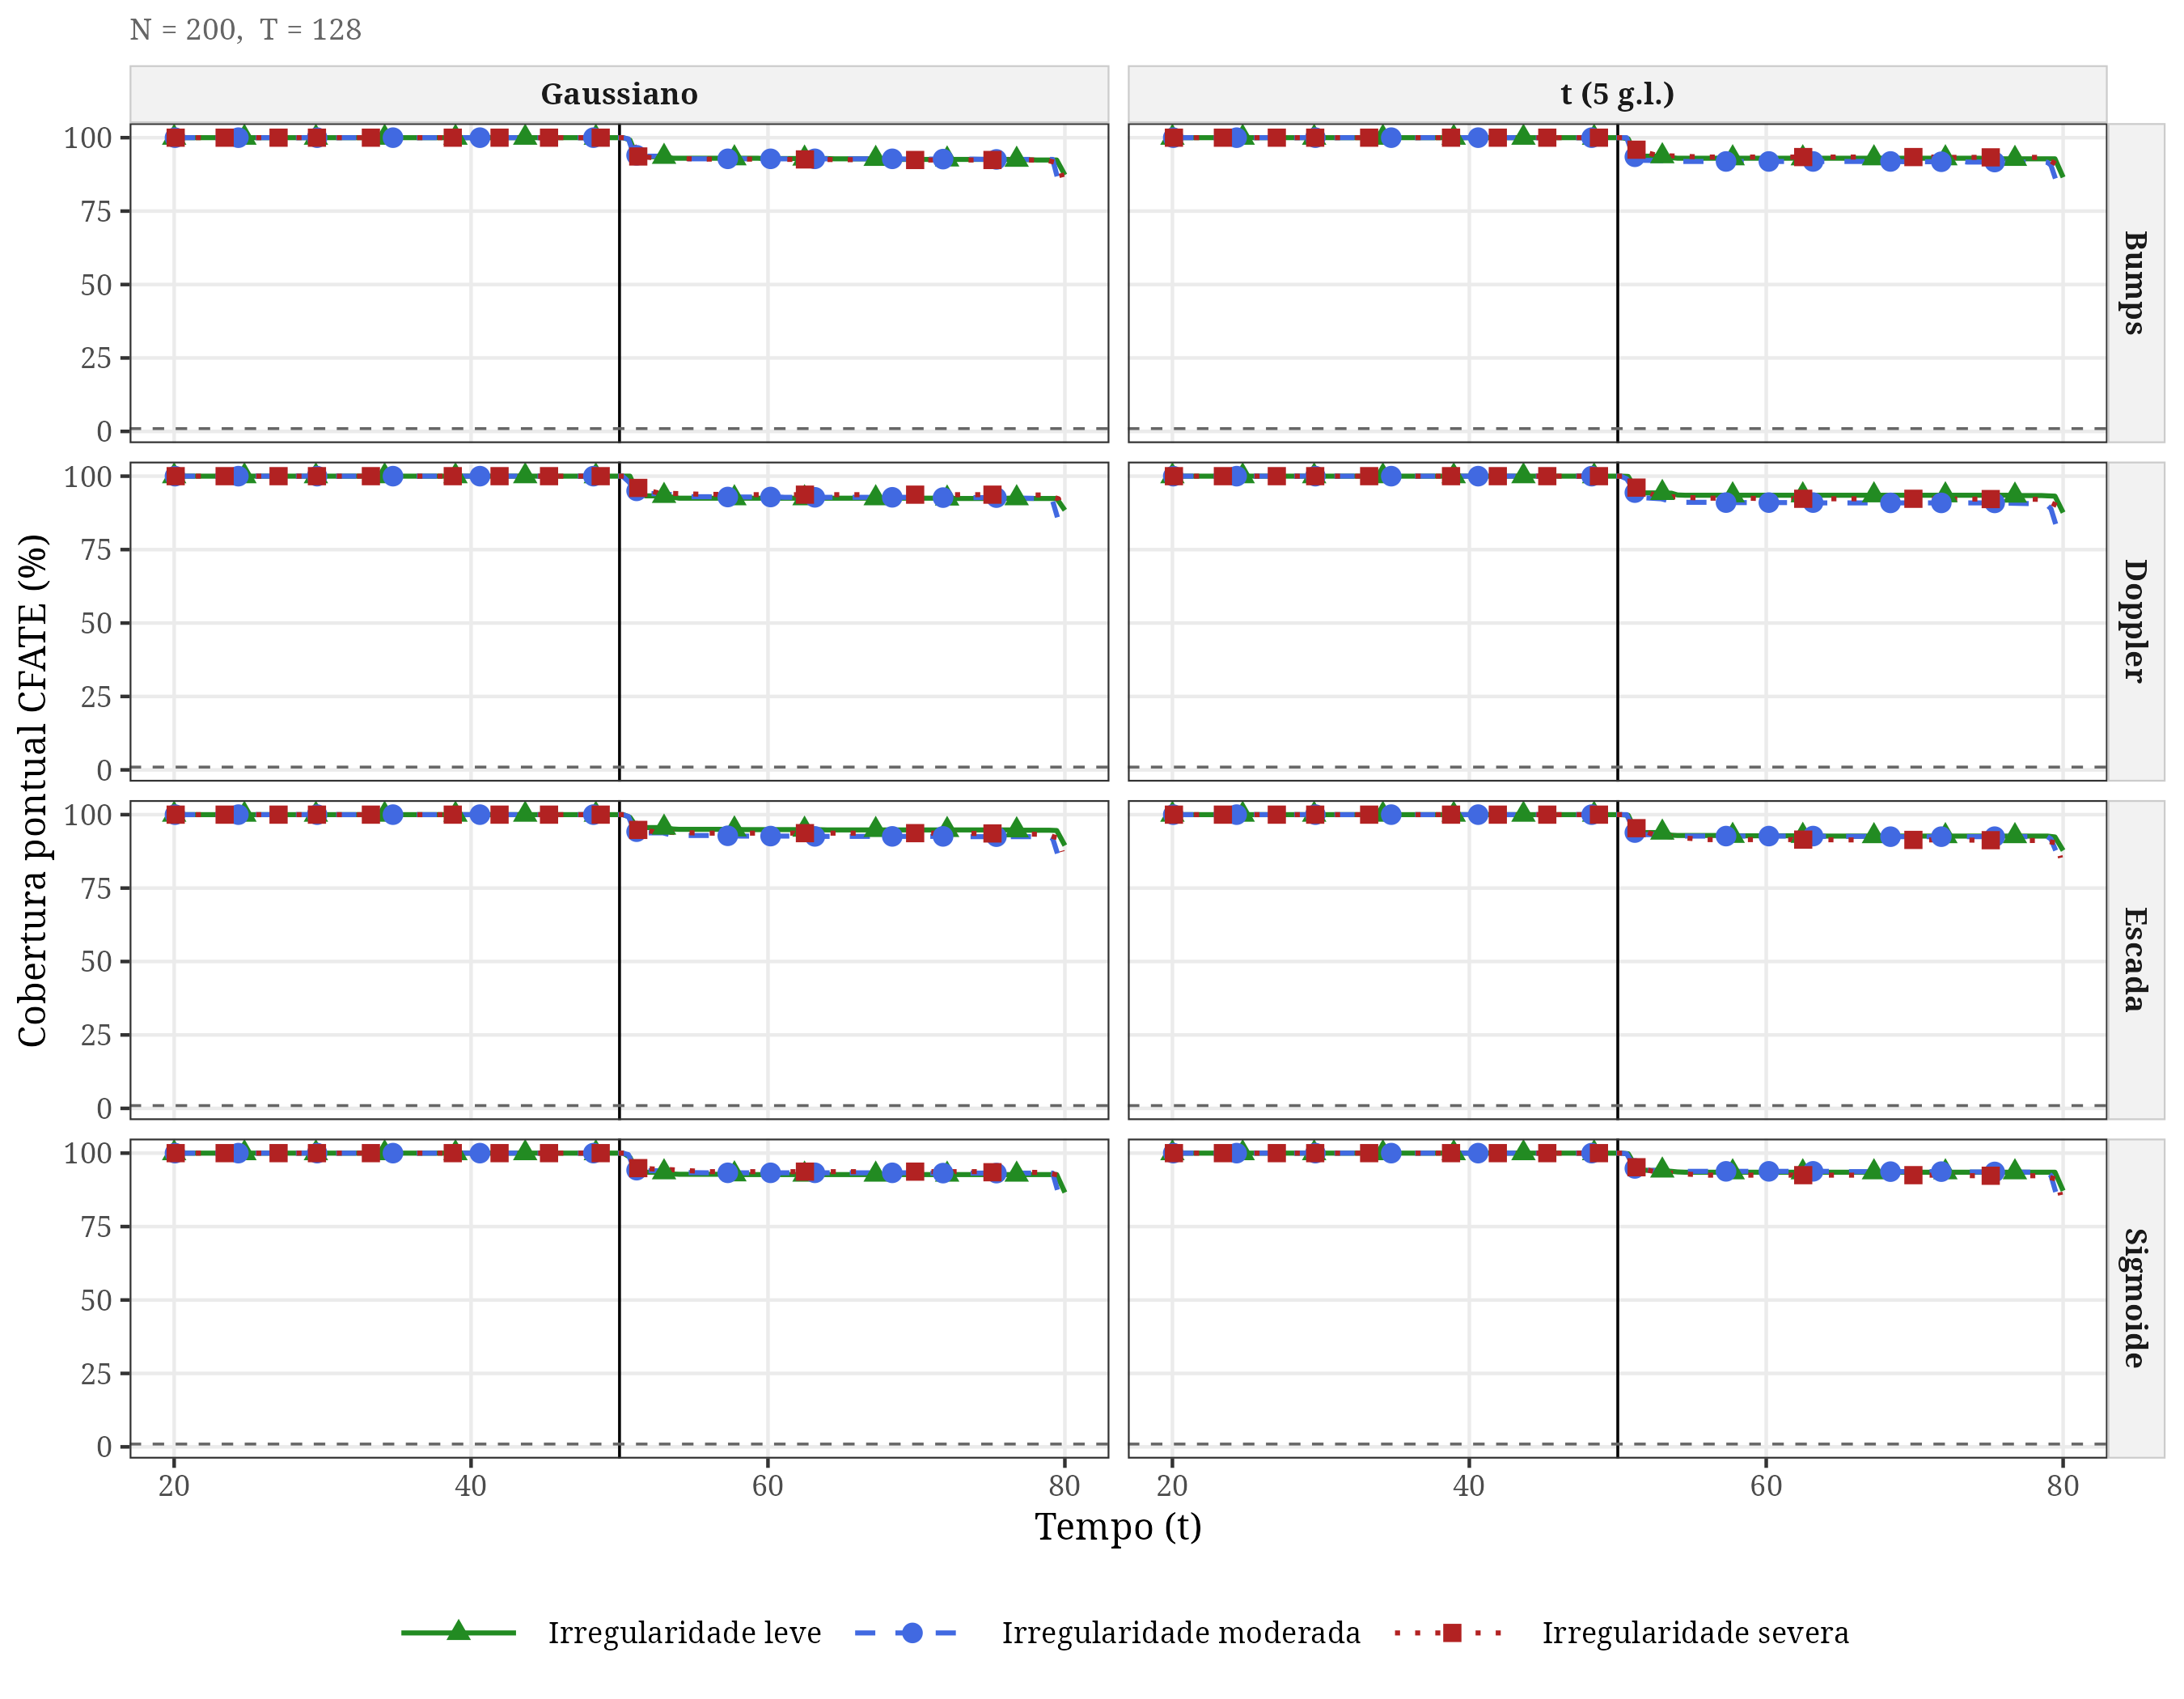 N = 200,  T = 128
Gaussiano
t (5 g.l.)
100
75
50
25
0
Bumps
100
75
50
25
0
Doppler
100
75
50
25
0
Escada
100
75
50
25
0
Sigmoide
Cobertura pontual CFATE (%)
20 40 60 80 20 40 60 80
Tempo (t)
Irregularidade leve Irregularidade moderada Irregularidade severa